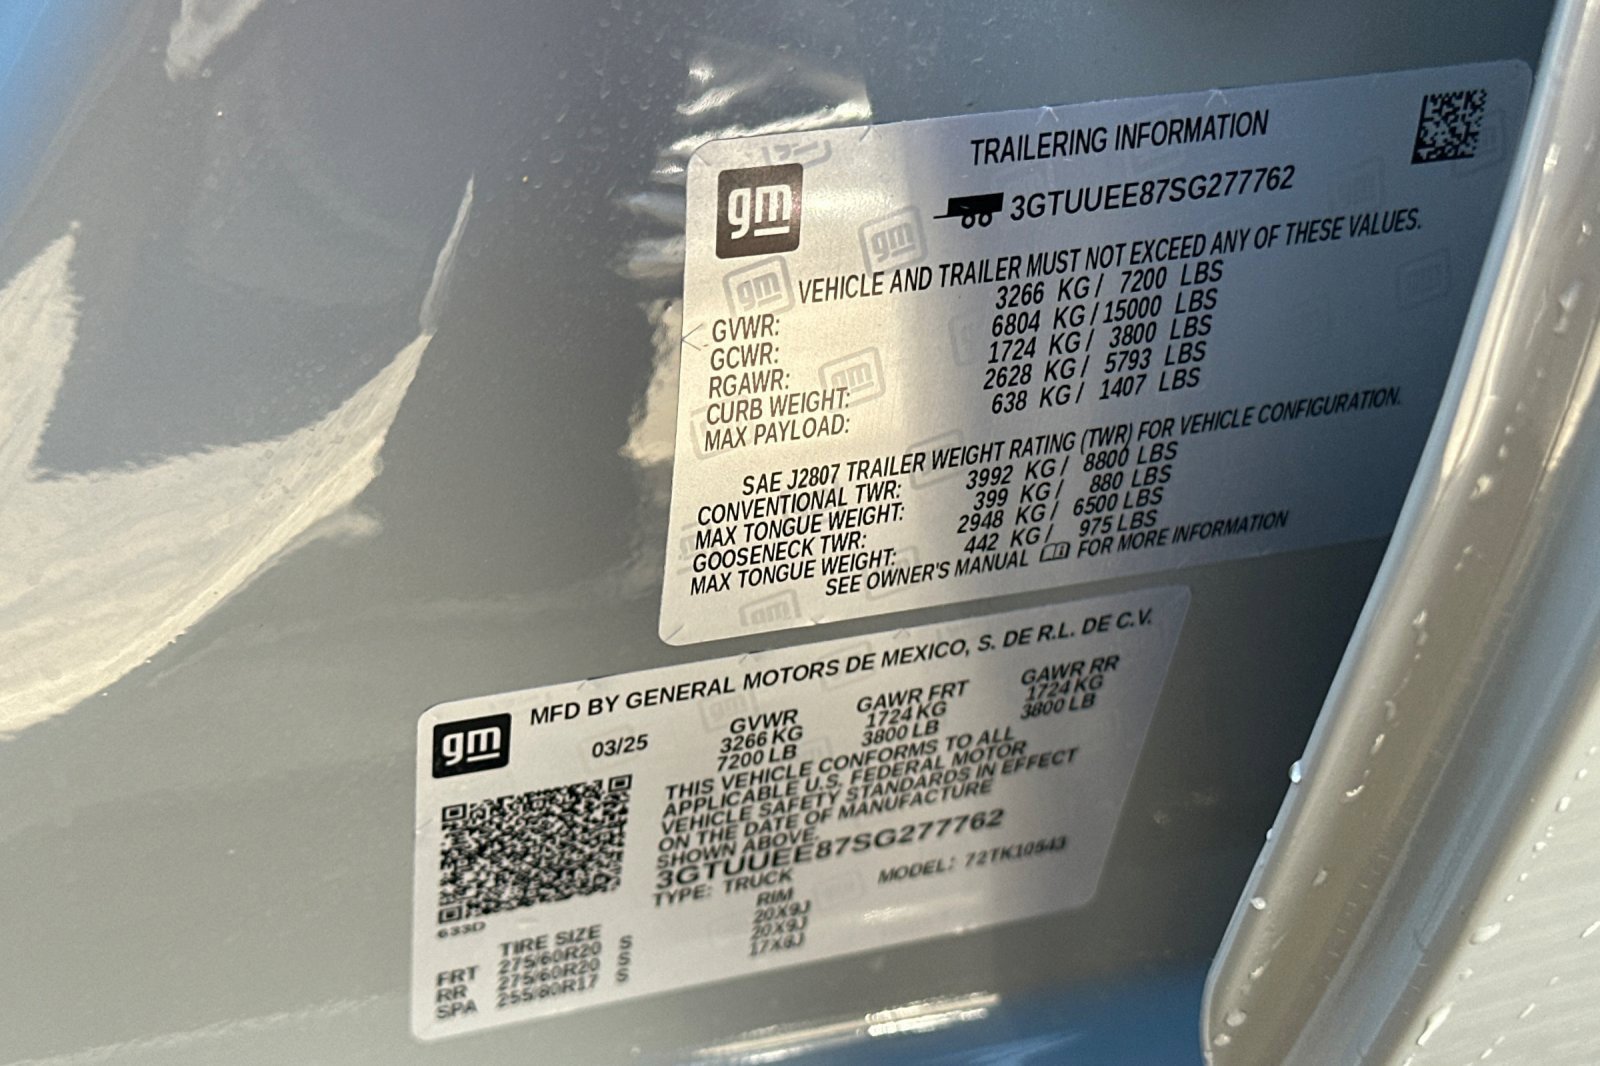 gm
TRAILERING INFORMATION
3GTUUEE87SG277762
VEHICLE AND TRAILER MUST NOT EXCEED ANY OF THESE VALUES.
GVWR: 3266 KG / 7200 LBS
GCWR: 6804 KG / 15000 LBS
RGAWR: 1724 KG / 3800 LBS
CURB WEIGHT: 2628 KG / 5793 LBS
MAX PAYLOAD: 638 KG / 1407 LBS
SAE J2807 TRAILER WEIGHT RATING (TWR) FOR VEHICLE CONFIGURATION.
CONVENTIONAL TWR: 3992 KG / 8800 LBS
MAX TONGUE WEIGHT: 399 KG / 880 LBS
GOOSENECK TWR: 2948 KG / 6500 LBS
MAX TONGUE WEIGHT: 442 KG / 975 LBS
SEE OWNER'S MANUAL FOR MORE INFORMATION
gm
MFD BY GENERAL MOTORS DE MEXICO, S. DE R.L. DE C.V.
03/25 GVWR GAWR FRT GAWR RR
3266 KG 1724 KG 1724 KG
7200 LB 3800 LB 3800 LB
THIS VEHICLE CONFORMS TO ALL
APPLICABLE U.S. FEDERAL MOTOR
VEHICLE SAFETY STANDARDS IN EFFECT
ON THE DATE OF MANUFACTURE
SHOWN ABOVE.
3GTUUEE87SG277762
TYPE: TRUCK MODEL: 72TK10543
633D
TIRE SIZE RIM
FRT 275/60R20 S 20X9J
RR 275/60R20 S 20X9J
SPA 255/80R17 S 17X8J